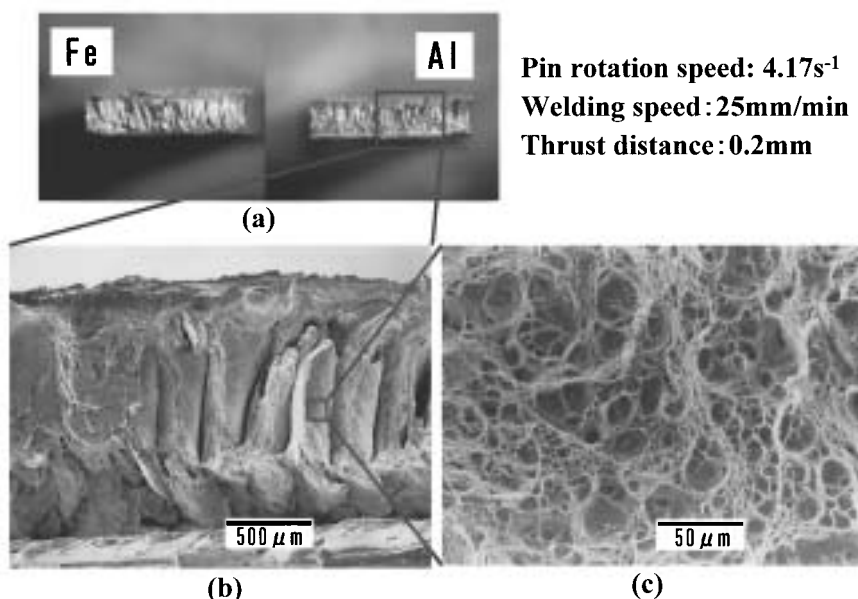 Fe
Al
Pin rotation speed: 4.17s⁻¹
Welding speed:25mm/min
Thrust distance:0.2mm
(a)
500 μm
50 μm
(b)
(c)